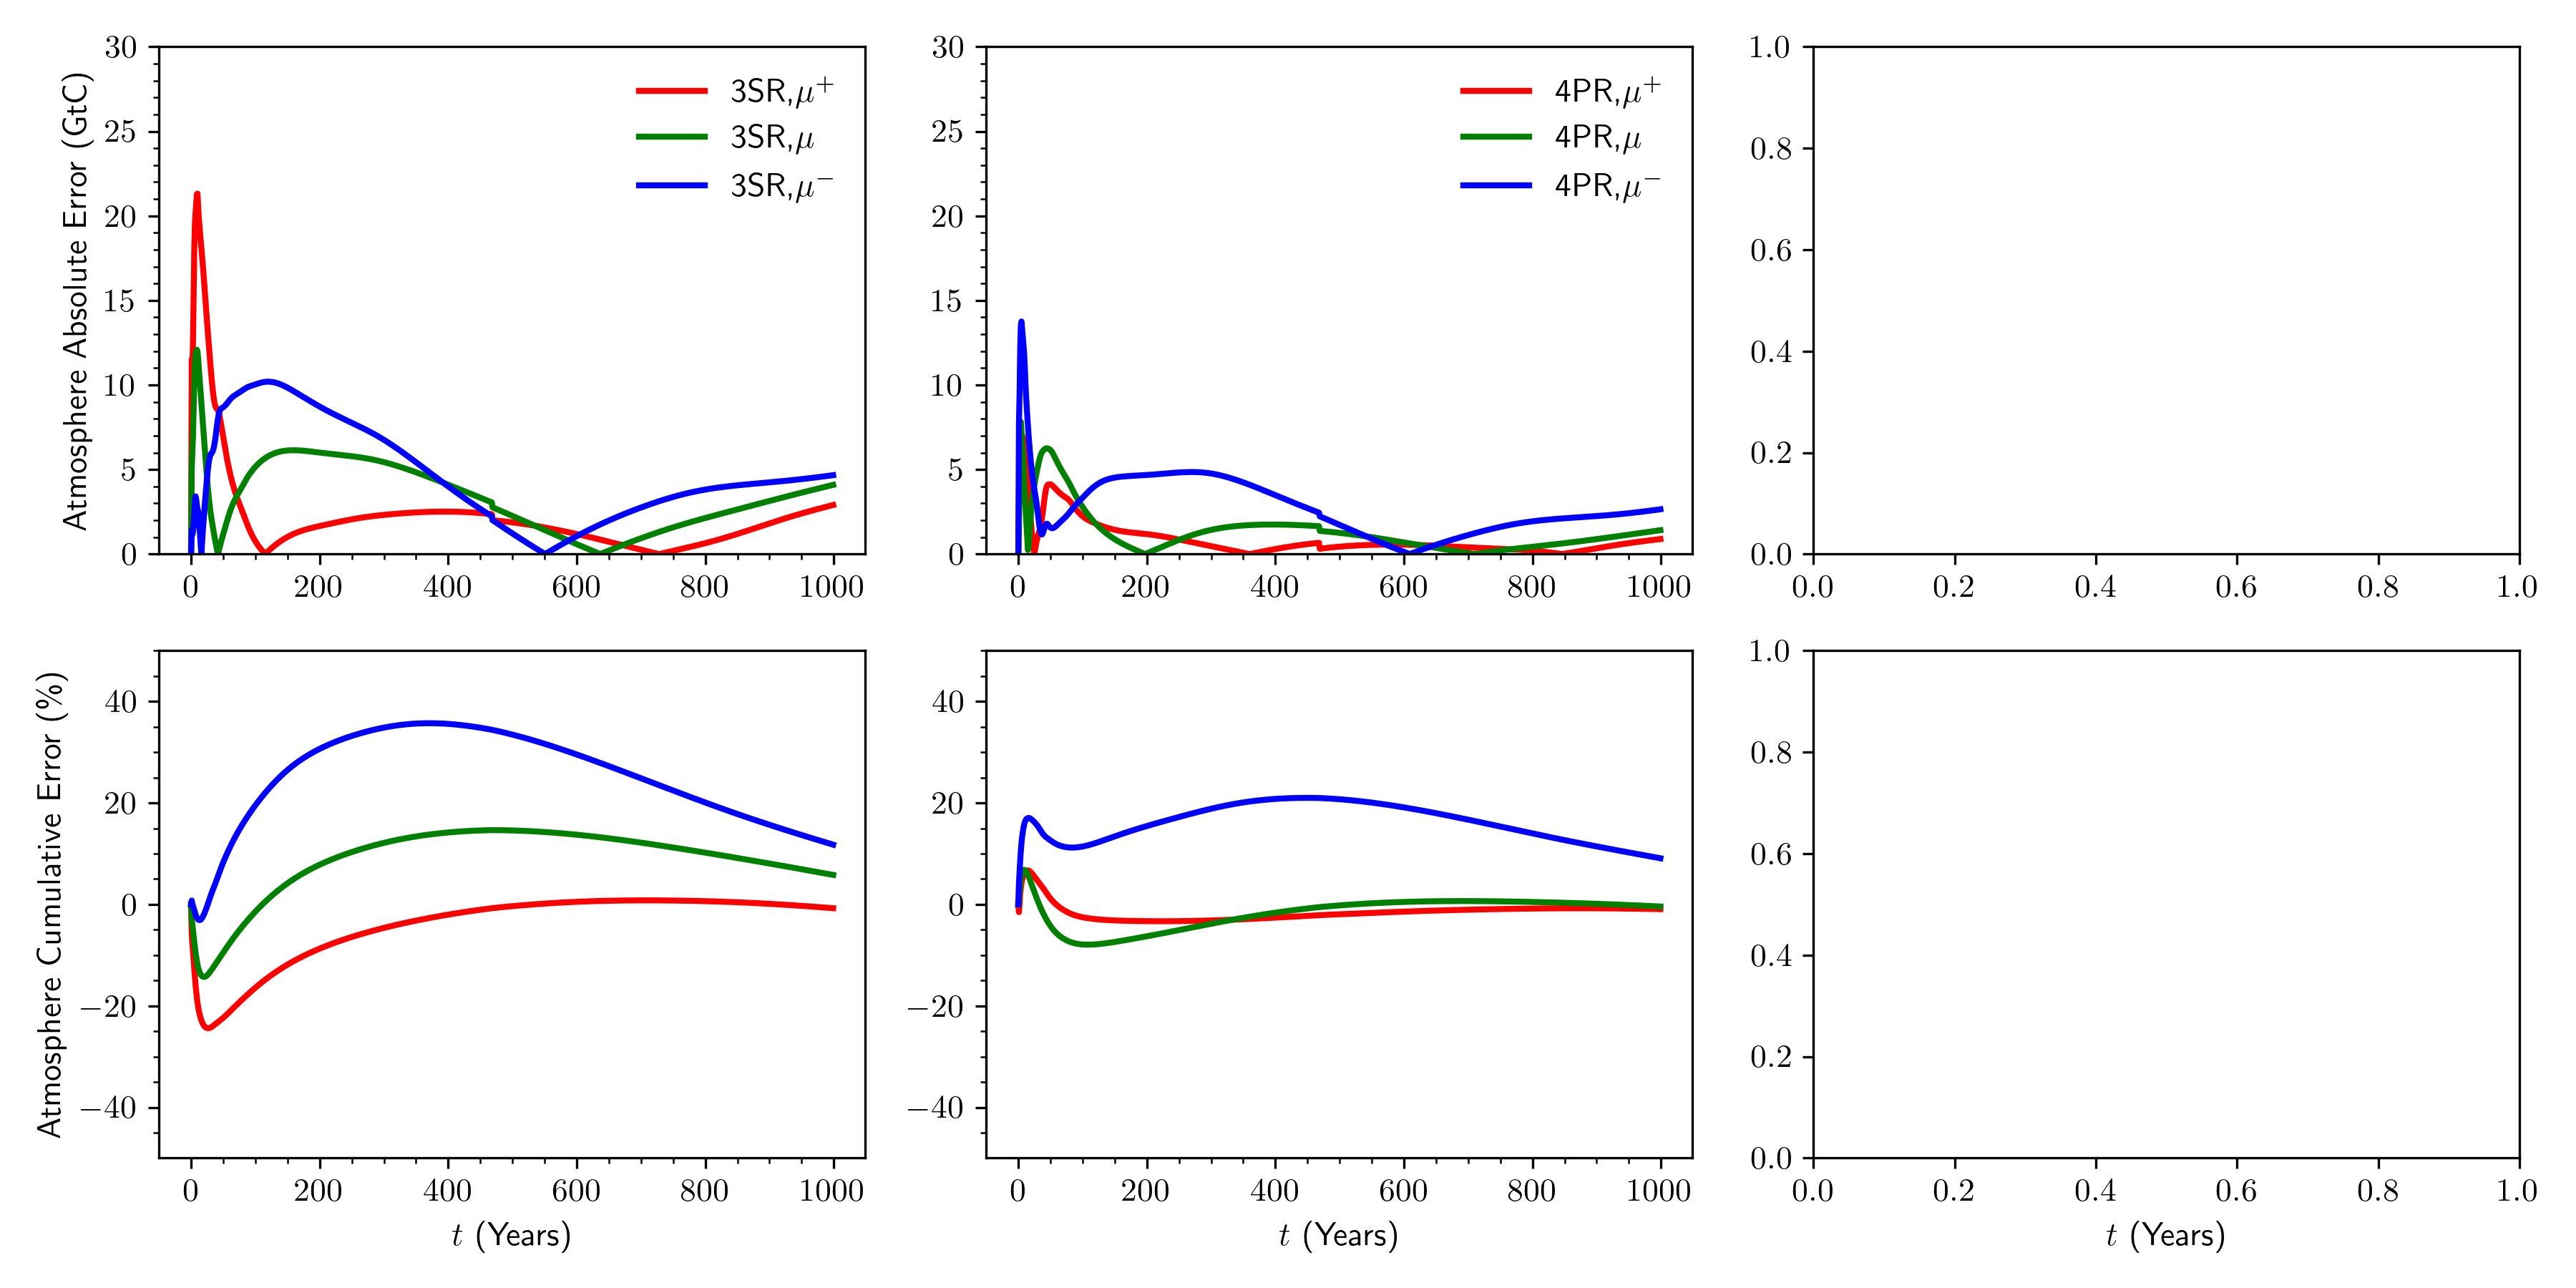 Atmosphere Absolute Error (GtC)
30
25
20
15
10
5
0
0 200 400 600 800 1000
3SR,μ⁺
3SR,μ
3SR,μ⁻
30
25
20
15
10
5
0
0 200 400 600 800 1000
4PR,μ⁺
4PR,μ
4PR,μ⁻
1.0
0.8
0.6
0.4
0.2
0.0
0.0 0.2 0.4 0.6 0.8 1.0
Atmosphere Cumulative Error (%)
40
20
0
−20
−40
0 200 400 600 800 1000
t (Years)
40
20
0
−20
−40
0 200 400 600 800 1000
t (Years)
1.0
0.8
0.6
0.4
0.2
0.0
0.0 0.2 0.4 0.6 0.8 1.0
t (Years)